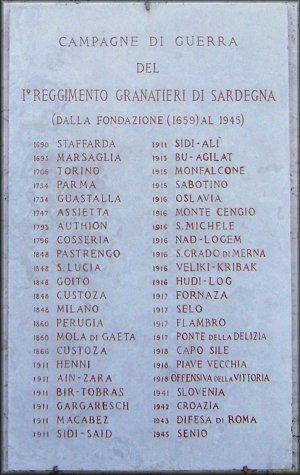 CAMPAGNE DI GUERRA
DEL
I° REGGIMENTO GRANATIERI DI SARDEGNA
(DALLA FONDAZIONE (1659) AL 1945)
1690 STAFFARDA
1693 MARSAGLIA
1706 TORINO
1734 PARMA
1734 GUASTALLA
1747 ASSIETTA
1793 AUTHION
1796 COSSERIA
1848 PASTRENGO
1848 S. LUCIA
1848 GOITO
1848 CUSTOZA
1848 MILANO
1860 PERUGIA
1860 MOLA DI GAETA
1866 CUSTOZA
1911 HENNI
1911 AIN-ZARA
1911 BIR-TOBRAS
1911 GARGARESCH
1911 MACABEZ
1911 SIDI-SAID
1911 SIDI-ALÌ
1913 BU-AGILAT
1915 MONFALCONE
1915 SABOTINO
1916 OSLAVIA
1916 MONTE CENGIO
1916 S. MICHELE
1916 NAD-LOGEM
1916 S. GRADO DI MERNA
1916 VELIKI-KRIBAK
1916 HUDI-LOG
1917 FORNAZA
1917 SELO
1917 FLAMBRO
1917 PONTE DELLA DELIZIA
1918 CAPO SILE
1918 PIAVE VECCHIA
1918 OFFENSIVA DELLA VITTORIA
1941 SLOVENIA
1942 CROAZIA
1943 DIFESA DI ROMA
1945 SENIO